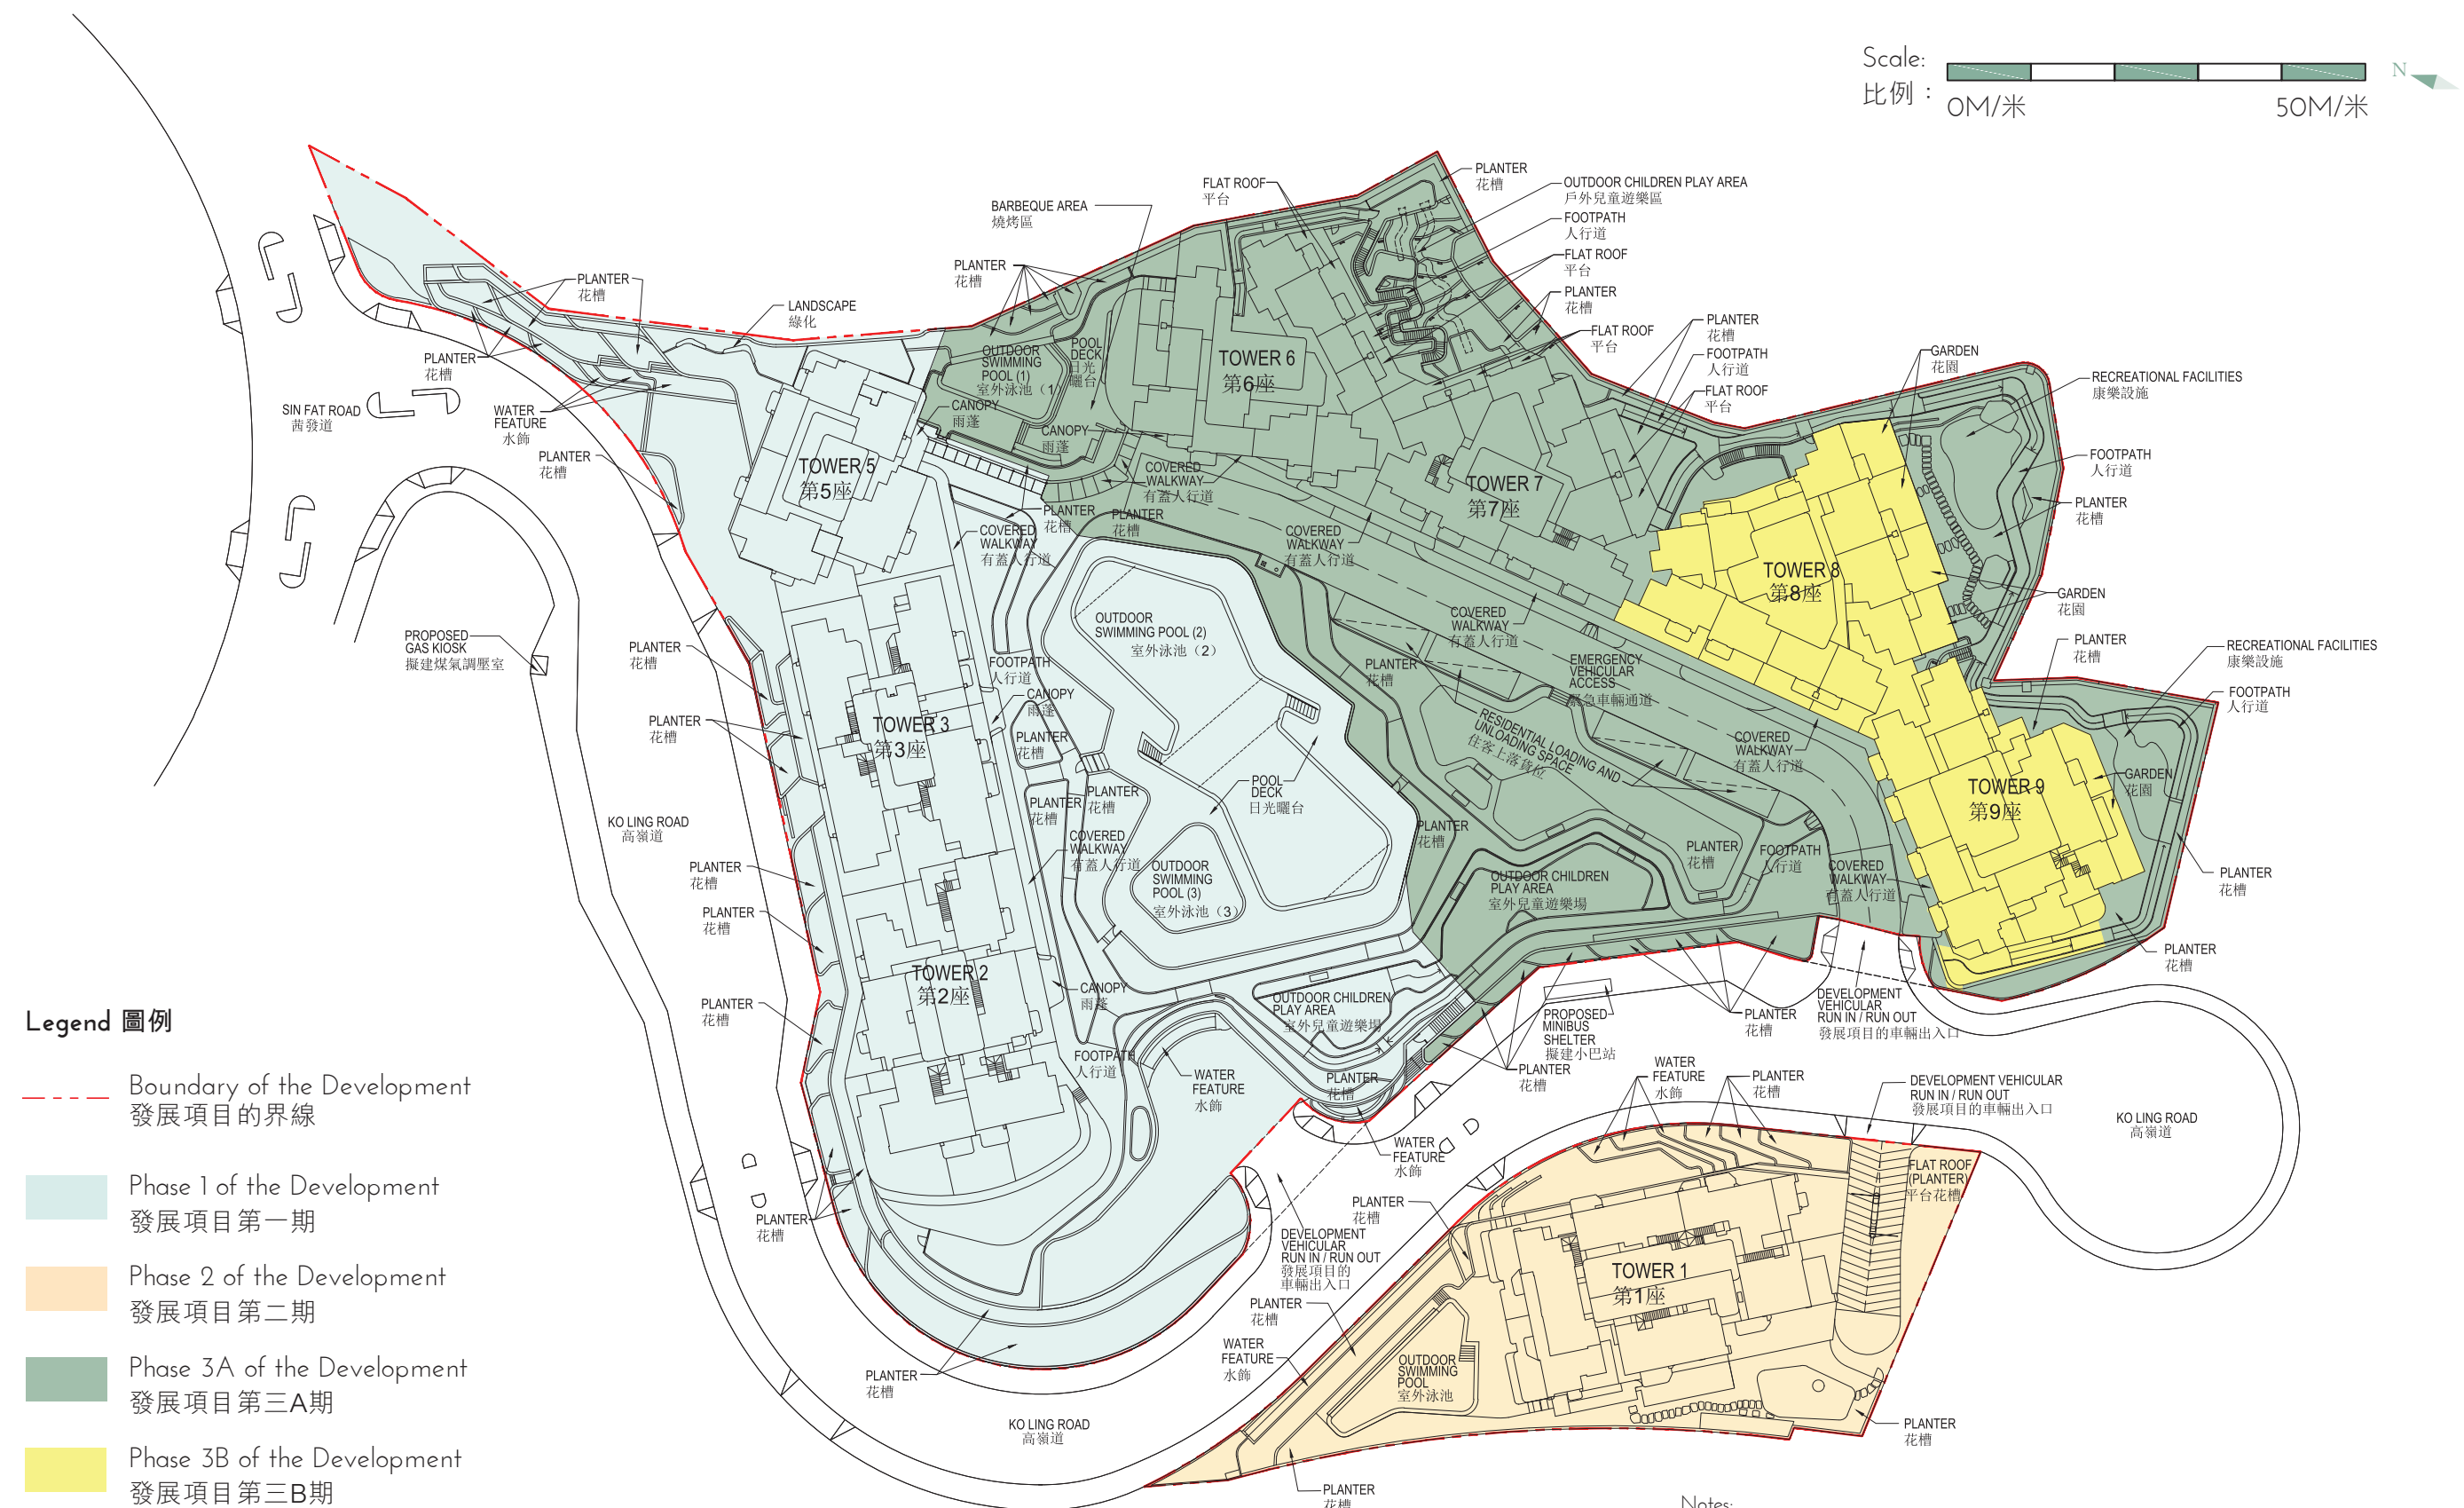 Scale:
比例：
0M/米
50M/米
N
PLANTER
花槽
FLAT ROOF
平台
OUTDOOR CHILDREN PLAY AREA
戶外兒童遊樂區
BARBEQUE AREA
燒烤區
FOOTPATH
人行道
FLAT ROOF
平台
PLANTER
花槽
PLANTER
花槽
PLANTER
花槽
LANDSCAPE
綠化
FLAT ROOF
平台
PLANTER
花槽
FOOTPATH
人行道
FLAT ROOF
平台
GARDEN
花園
RECREATIONAL FACILITIES
康樂設施
FOOTPATH
人行道
PLANTER
花槽
PLANTER
花槽
SIN FAT ROAD
茜發道
WATER
FEATURE
水飾
PLANTER
花槽
OUTDOOR
SWIMMING
POOL (1)
室外泳池（1）
POOL
DECK
日光
曬台
CANOPY
雨蓬
CANOPY
雨蓬
TOWER 6
第6座
TOWER 5
第5座
COVERED
WALKWAY
有蓋人行道
TOWER 7
第7座
PLANTER
花槽
PLANTER
花槽
COVERED
WALKWAY
有蓋人行道
COVERED
WALKWAY
有蓋人行道
TOWER 8
第8座
GARDEN
花園
PLANTER
花槽
RECREATIONAL FACILITIES
康樂設施
FOOTPATH
人行道
PROPOSED
GAS KIOSK
擬建煤氣調壓室
PLANTER
花槽
OUTDOOR
SWIMMING POOL (2)
室外泳池（2）
COVERED
WALKWAY
有蓋人行道
FOOTPATH
人行道
PLANTER
花槽
EMERGENCY
VEHICULAR
ACCESS
緊急車輛通道
CANOPY
雨蓬
PLANTER
花槽
TOWER 3
第3座
PLANTER
花槽
RESIDENTIAL LOADING AND
UNLOADING SPACE
住客上落貨位
COVERED
WALKWAY
有蓋人行道
GARDEN
花園
TOWER 9
第9座
POOL
DECK
日光曬台
PLANTER
花槽
PLANTER
花槽
KO LING ROAD
高嶺道
COVERED
WALKWAY
有蓋人行道
PLANTER
花槽
PLANTER
花槽
FOOTPATH
人行道
COVERED
WALKWAY
有蓋人行道
PLANTER
花槽
PLANTER
花槽
OUTDOOR
SWIMMING
POOL (3)
室外泳池（3）
OUTDOOR CHILDREN
PLAY AREA
室外兒童遊樂場
PLANTER
花槽
PLANTER
花槽
TOWER 2
第2座
CANOPY
雨蓬
OUTDOOR CHILDREN
PLAY AREA
室外兒童遊樂場
PLANTER
花槽
PROPOSED
MINIBUS
SHELTER
擬建小巴站
PLANTER
花槽
DEVELOPMENT
VEHICULAR
RUN IN / RUN OUT
發展項目的車輛出入口
FOOTPATH
人行道
WATER
FEATURE
水飾
PLANTER
花槽
PLANTER
花槽
WATER
FEATURE
水飾
PLANTER
花槽
DEVELOPMENT VEHICULAR
RUN IN / RUN OUT
發展項目的車輛出入口
KO LING ROAD
高嶺道
WATER
FEATURE
水飾
FLAT ROOF
(PLANTER)
平台花槽
PLANTER
花槽
PLANTER
花槽
DEVELOPMENT
VEHICULAR
RUN IN / RUN OUT
發展項目的
車輛出入口
TOWER 1
第1座
PLANTER
花槽
WATER
FEATURE
水飾
OUTDOOR
SWIMMING
POOL
室外泳池
PLANTER
花槽
KO LING ROAD
高嶺道
PLANTER
花槽
PLANTER
花槽
Notes:
Legend 圖例
Boundary of the Development
發展項目的界線
Phase 1 of the Development
發展項目第一期
Phase 2 of the Development
發展項目第二期
Phase 3A of the Development
發展項目第三A期
Phase 3B of the Development
發展項目第三B期